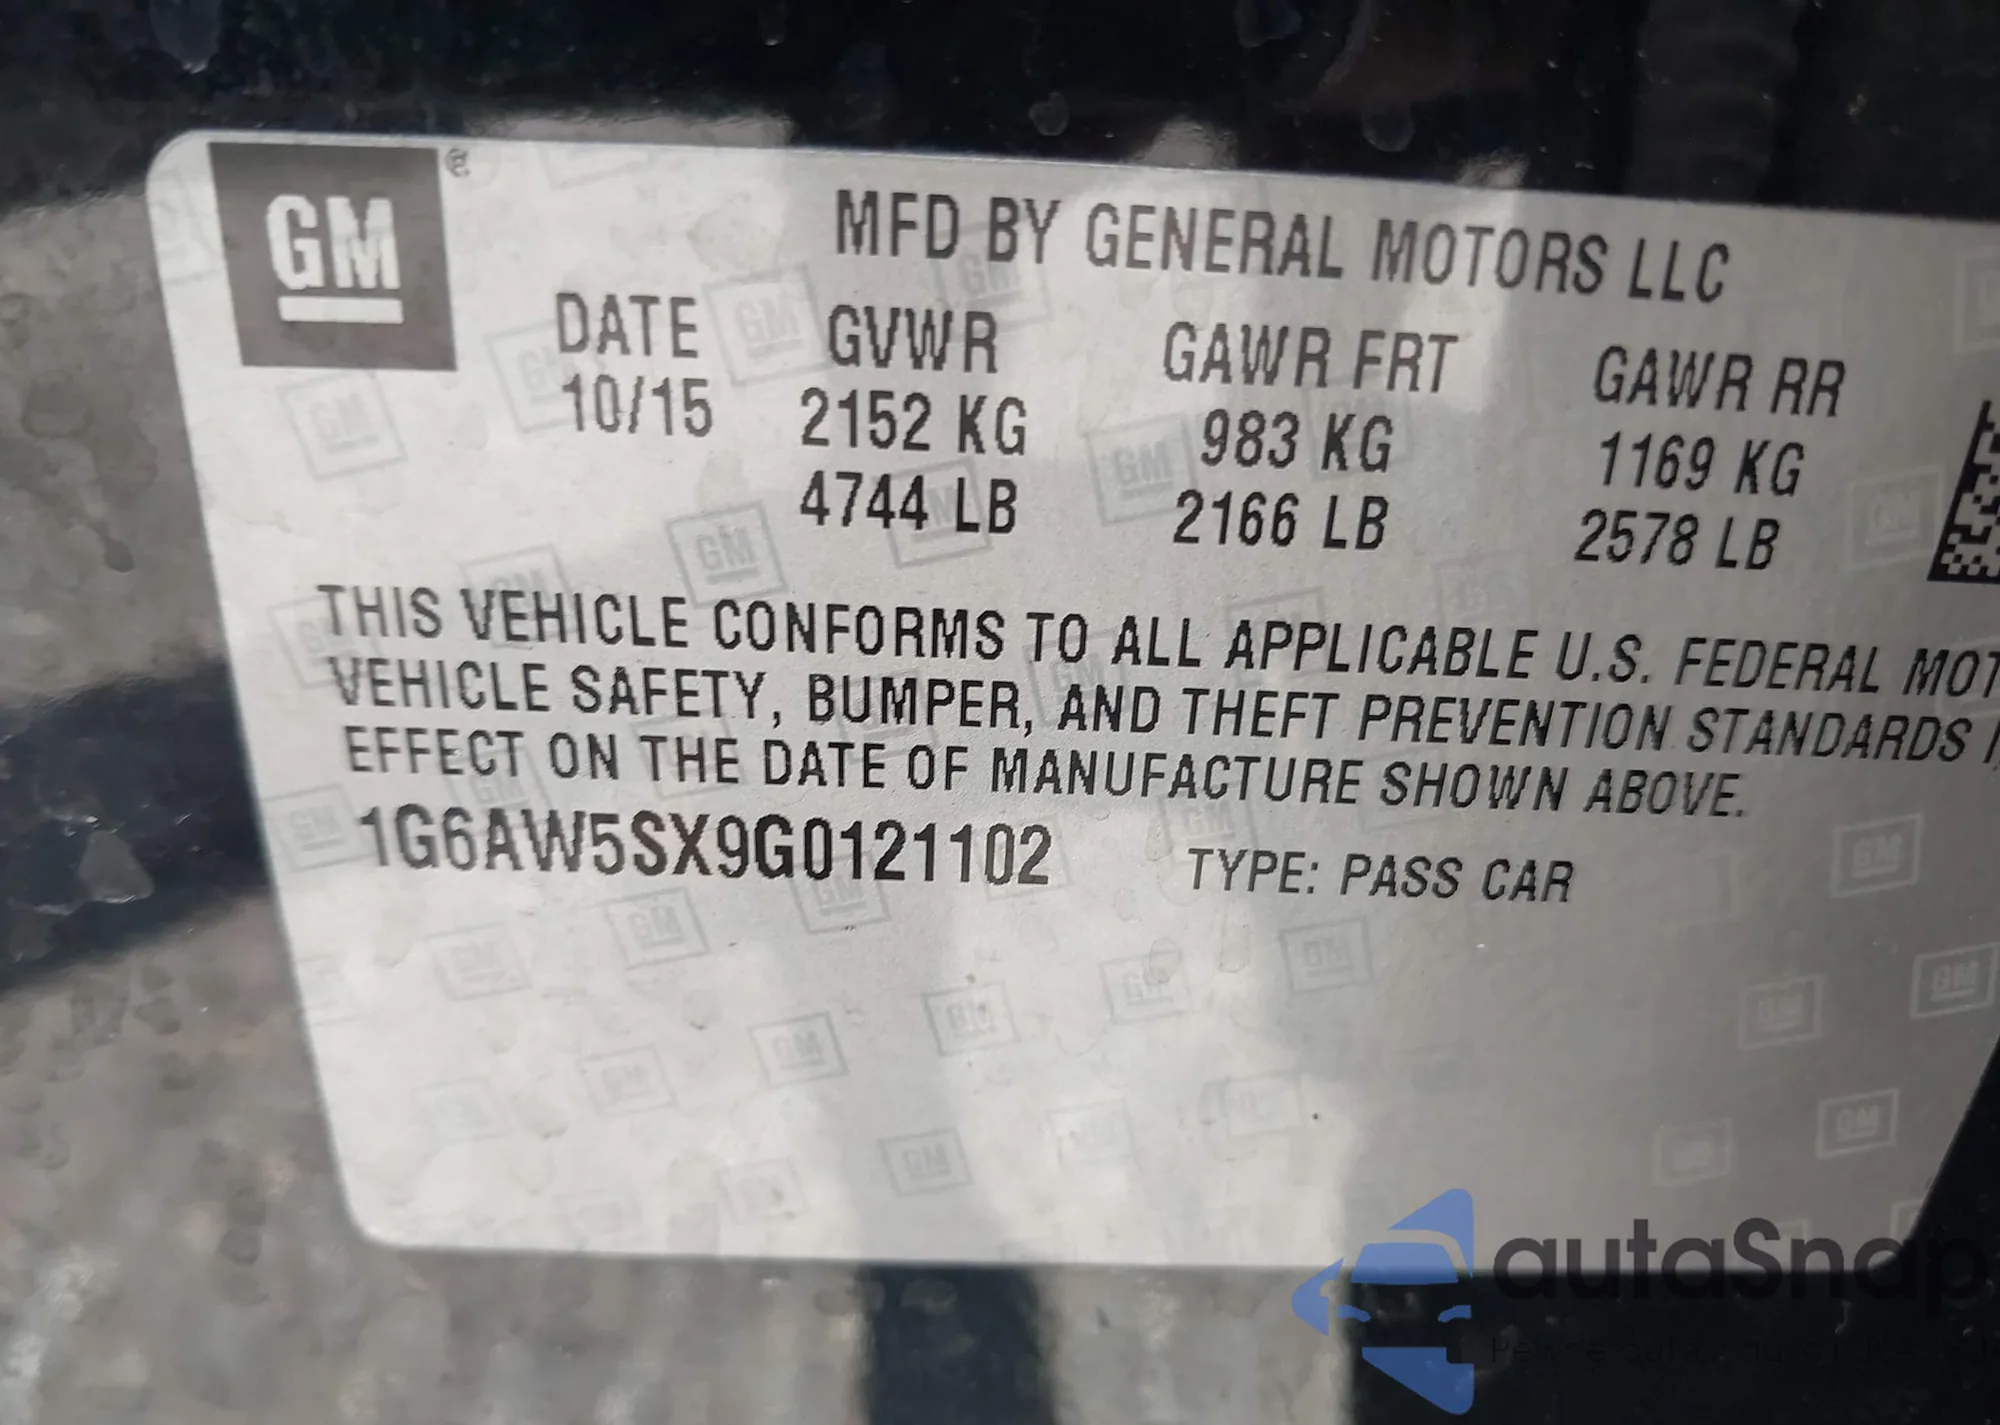 GM
MFD BY GENERAL MOTORS LLC
DATE GVWR GAWR FRT GAWR RR
10/15 2152 KG 983 KG 1169 KG
4744 LB 2166 LB 2578 LB
THIS VEHICLE CONFORMS TO ALL APPLICABLE U.S. FEDERAL MOT
VEHICLE SAFETY, BUMPER, AND THEFT PREVENTION STANDARDS
EFFECT ON THE DATE OF MANUFACTURE SHOWN ABOVE.
1G6AW5SX9G0121102 TYPE: PASS CAR
autaSnap